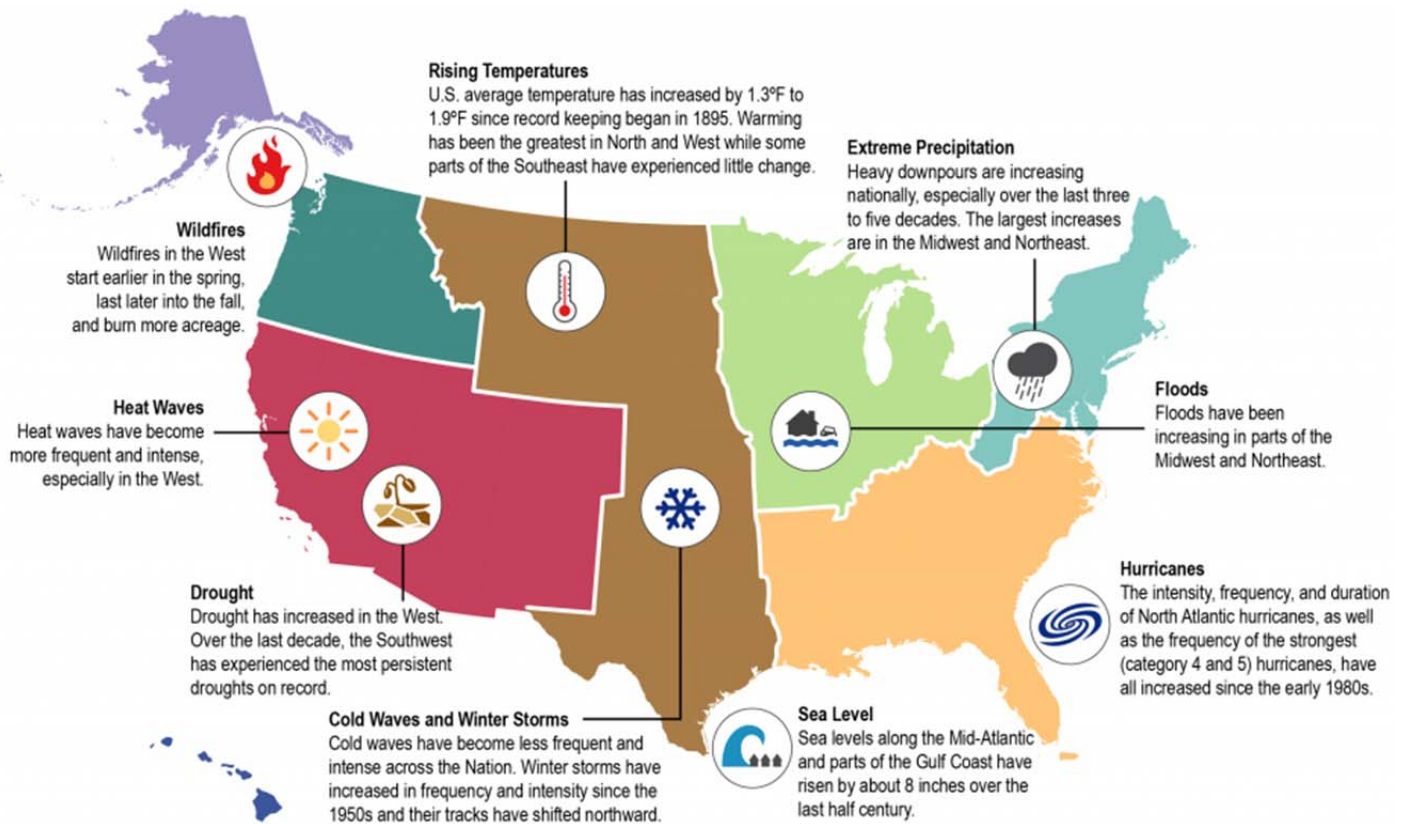 Rising Temperatures
U.S. average temperature has increased by 1.3ºF to
1.9ºF since record keeping began in 1895. Warming
has been the greatest in North and West while some
parts of the Southeast have experienced little change.
Extreme Precipitation
Heavy downpours are increasing
nationally, especially over the last three
to five decades. The largest increases
are in the Midwest and Northeast.
Wildfires
Wildfires in the West
start earlier in the spring,
last later into the fall,
and burn more acreage.
Heat Waves
Heat waves have become
more frequent and intense,
especially in the West.
Floods
Floods have been
increasing in parts of the
Midwest and Northeast.
Drought
Drought has increased in the West.
Over the last decade, the Southwest
has experienced the most persistent
droughts on record.
Hurricanes
The intensity, frequency, and duration
of North Atlantic hurricanes, as well
as the frequency of the strongest
(category 4 and 5) hurricanes, have
all increased since the early 1980s.
Cold Waves and Winter Storms
Cold waves have become less frequent and
intense across the Nation. Winter storms have
increased in frequency and intensity since the
1950s and their tracks have shifted northward.
Sea Level
Sea levels along the Mid-Atlantic
and parts of the Gulf Coast have
risen by about 8 inches over the
last half century.